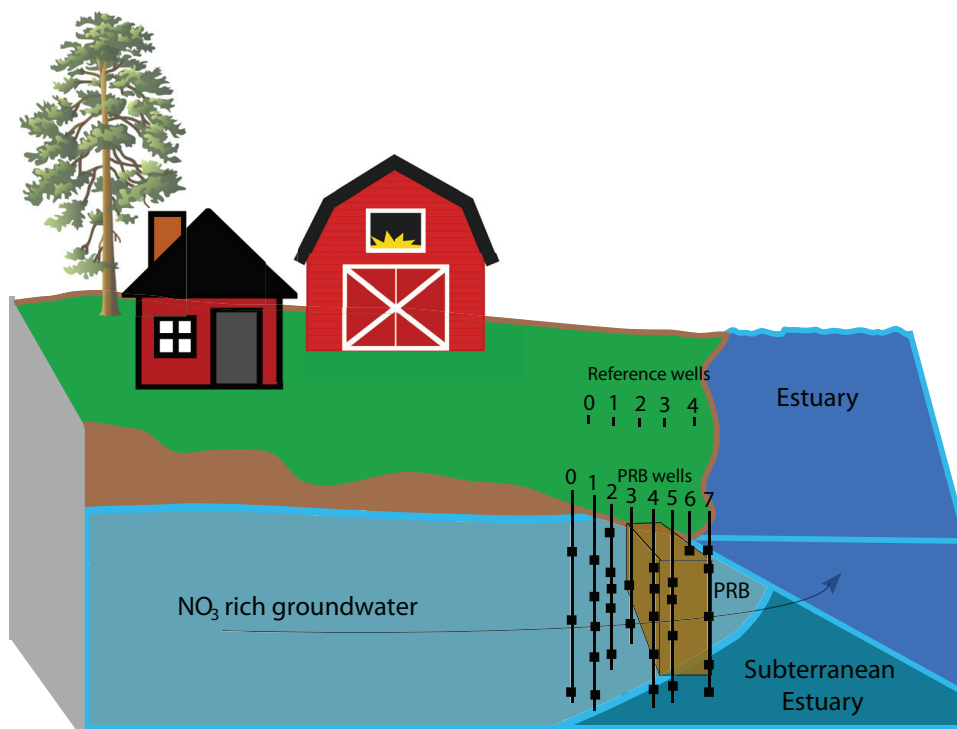 Reference wells
0 1 2 3 4
Estuary
PRB wells
0 1 2 3 4 5 6 7
NO₃ rich groundwater
PRB
Subterranean
Estuary